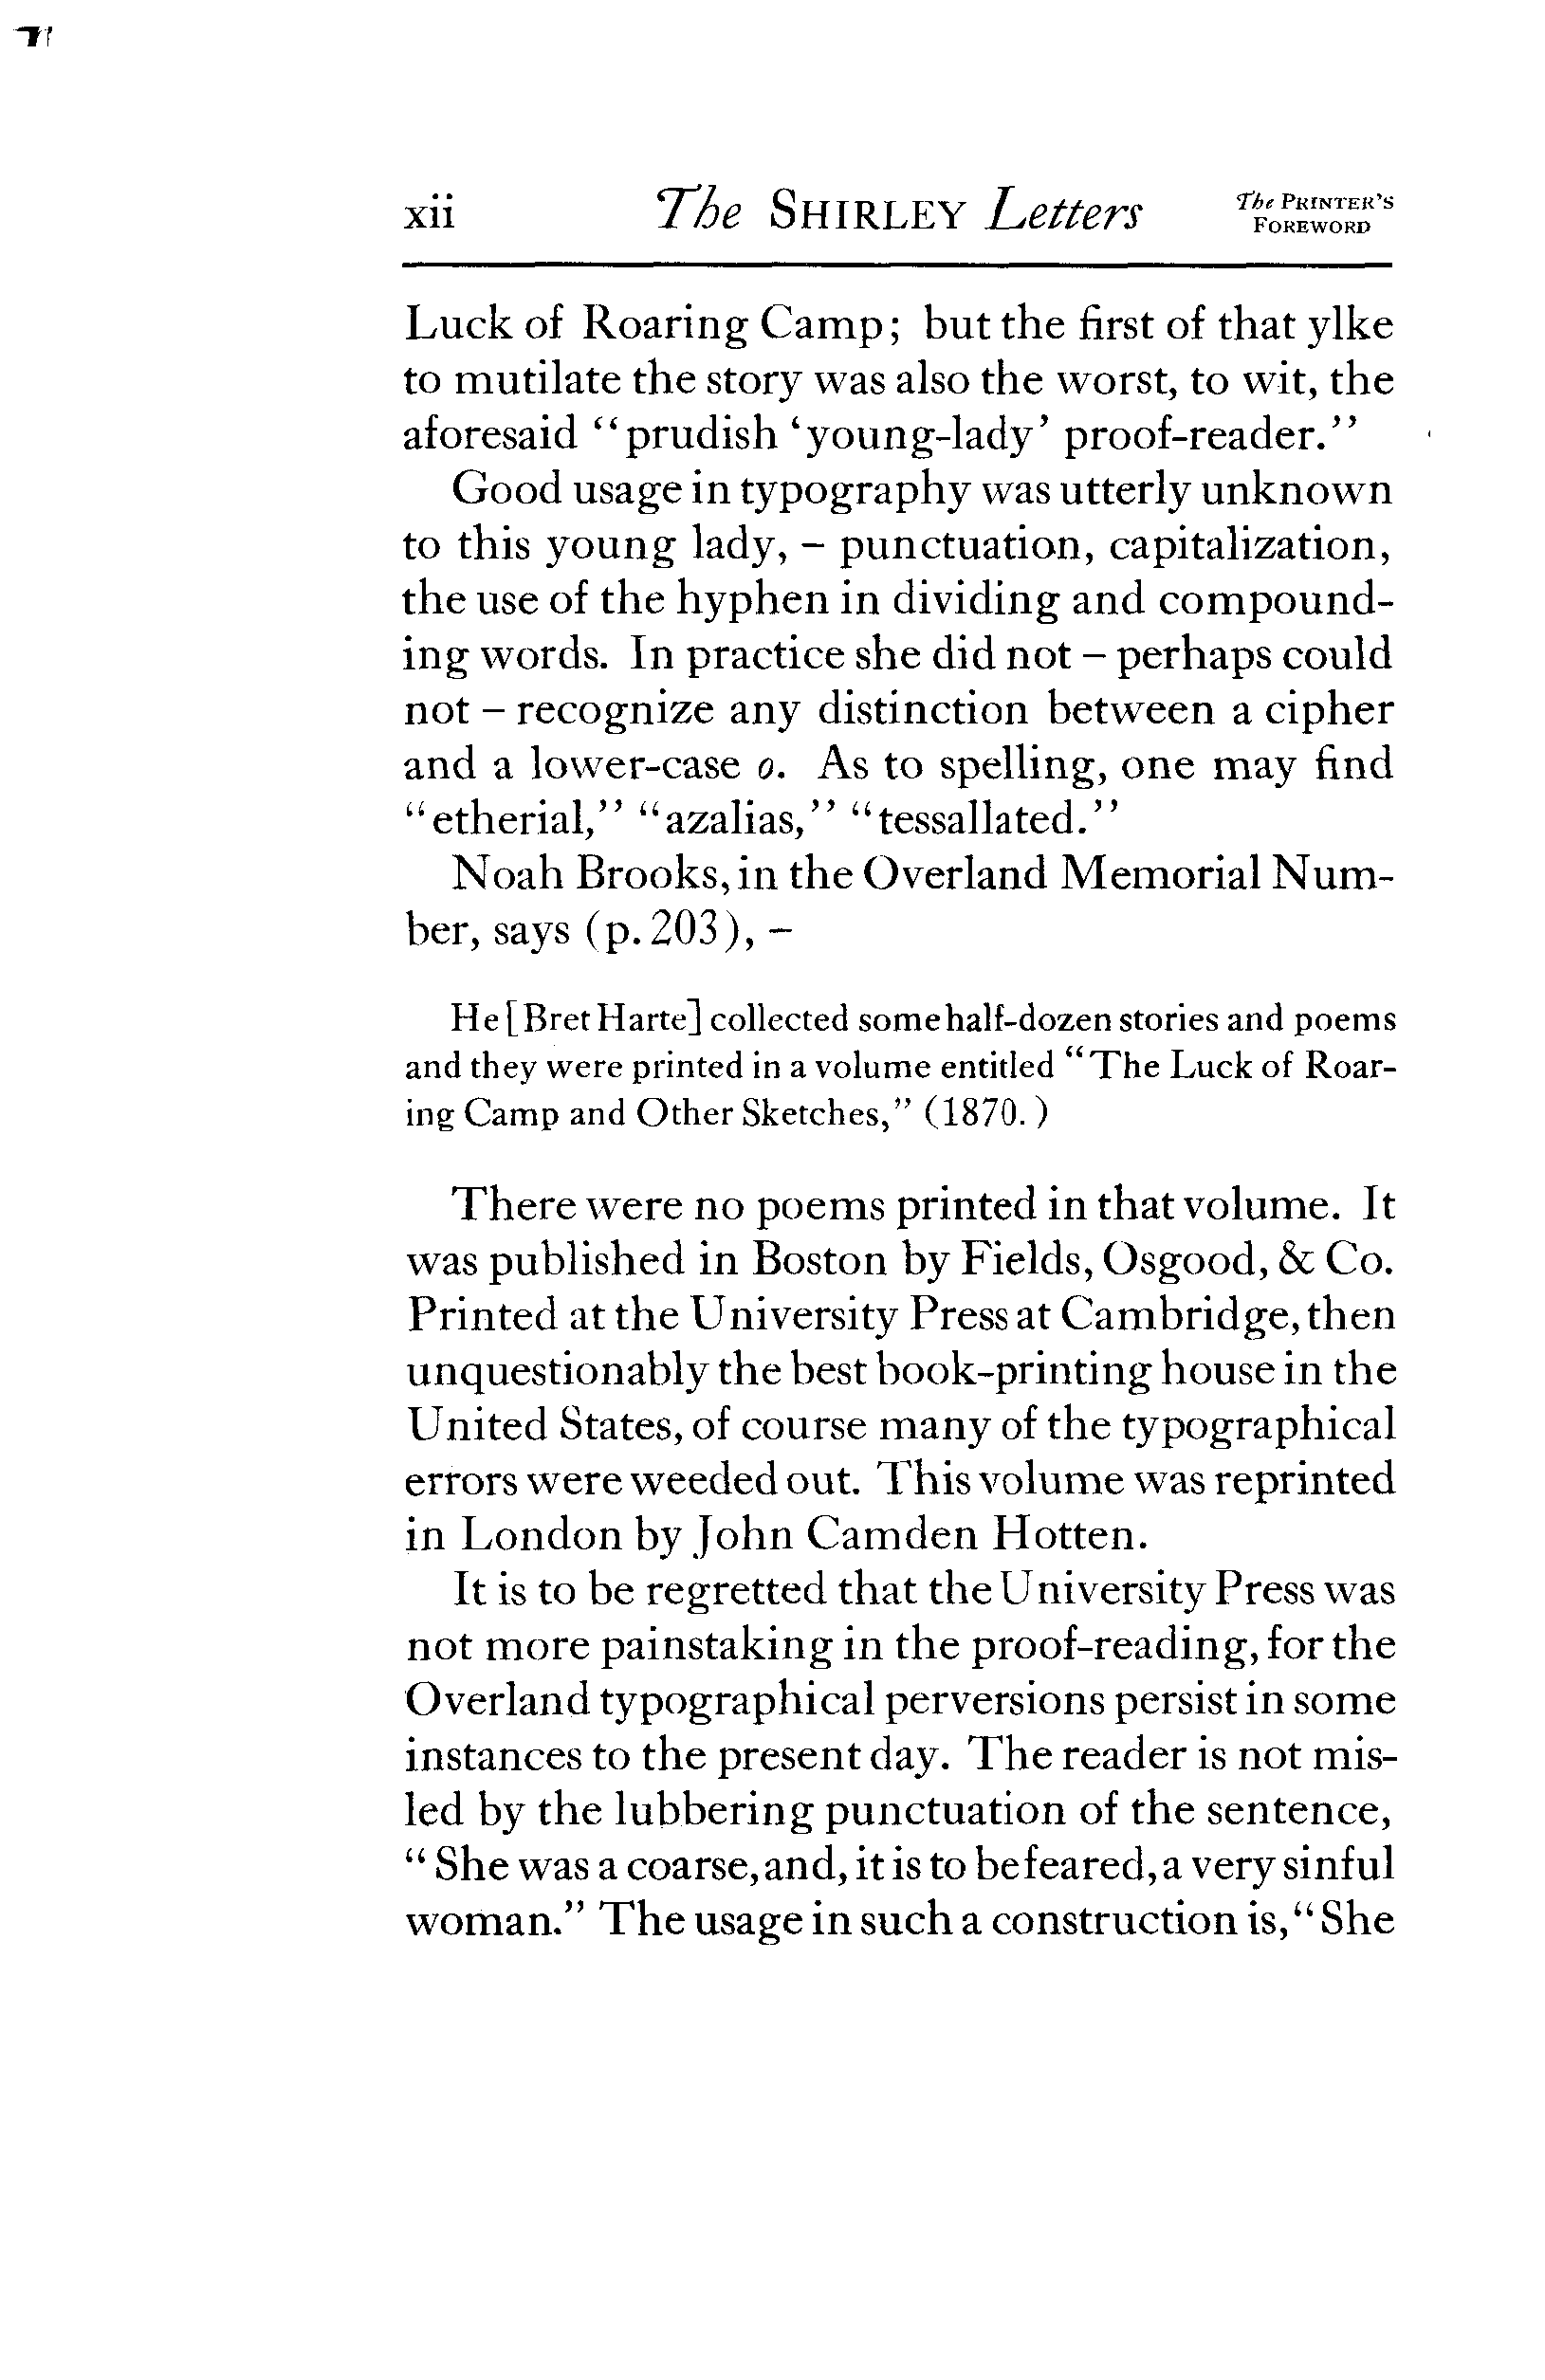 xii The SHIRLEY Letters The PRINTER'S
FOREWORD
Luck of Roaring Camp; but the first of that ylke
to mutilate the story was also the worst, to wit, the
aforesaid “prudish ‘young-lady’ proof-reader.”
Good usage in typography was utterly unknown
to this young lady, – punctuation, capitalization,
the use of the hyphen in dividing and compound-
ing words. In practice she did not – perhaps could
not – recognize any distinction between a cipher
and a lower-case o. As to spelling, one may find
“etherial,” “azalias,” “tessallated.”
Noah Brooks, in the Overland Memorial Num-
ber, says (p. 203), –
He [Bret Harte] collected some half-dozen stories and poems
and they were printed in a volume entitled “The Luck of Roar-
ing Camp and Other Sketches,” (1870.)
There were no poems printed in that volume. It
was published in Boston by Fields, Osgood, & Co.
Printed at the University Press at Cambridge, then
unquestionably the best book-printing house in the
United States, of course many of the typographical
errors were weeded out. This volume was reprinted
in London by John Camden Hotten.
It is to be regretted that the University Press was
not more painstaking in the proof-reading, for the
Overland typographical perversions persist in some
instances to the present day. The reader is not mis-
led by the lubbering punctuation of the sentence,
“She was a coarse, and, it is to be feared, a very sinful
woman.” The usage in such a construction is, “She